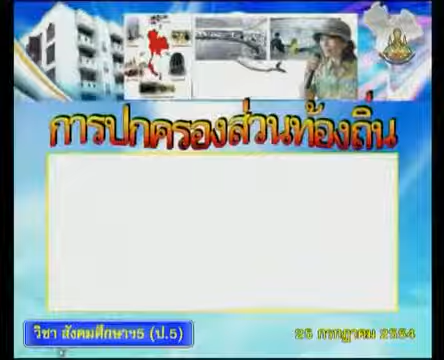 การปกครองส่วนท้องถิ่น
วิชา สังคมศึกษาฯ5 (ป.5)
25 กรกฎาคม 2554